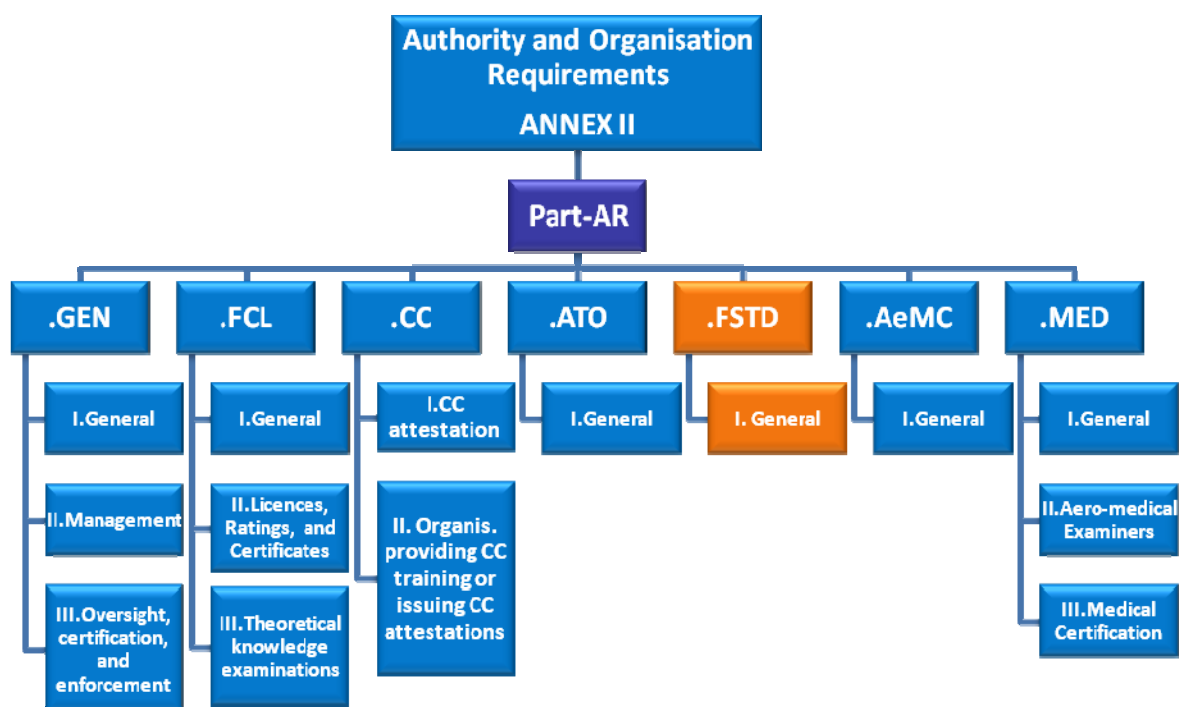 Authority and Organisation
Requirements
ANNEX II
Part-AR
.GEN
.FCL
.CC
.ATO
.FSTD
.AeMC
.MED
I.General
I.General
I.CC
attestation
I.General
I. General
I.General
I.General
II.Management
II.Licences,
Ratings, and
Certificates
II. Organis.
providing CC
training or
issuing CC
attestations
II.Aero-medical
Examiners
III.Oversight,
certification,
and
enforcement
III.Theoretical
knowledge
examinations
III.Medical
Certification